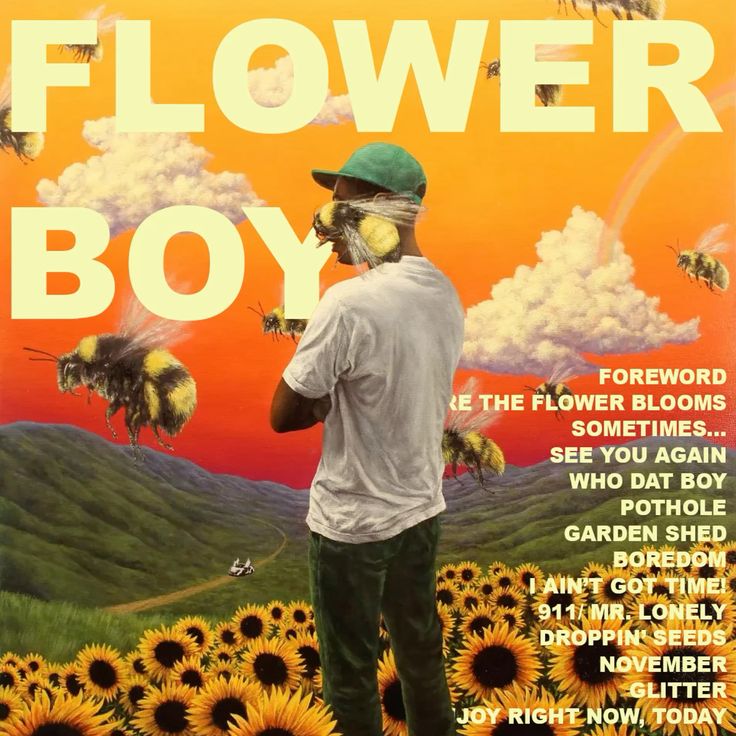 FLOWER
BOY
FOREWORD
RE THE FLOWER BLOOMS
SOMETIMES...
SEE YOU AGAIN
WHO DAT BOY
POTHOLE
GARDEN SHED
BOREDOM
I AIN'T GOT TIME!
911/ MR. LONELY
DROPPIN' SEEDS
NOVEMBER
GLITTER
JOY RIGHT NOW, TODAY